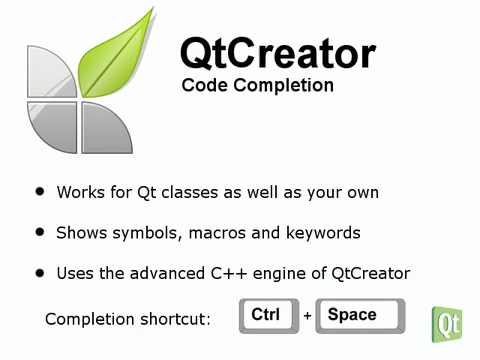 QtCreator
Code Completion
Works for Qt classes as well as your own
Shows symbols, macros and keywords
Uses the advanced C++ engine of QtCreator
Completion shortcut: Ctrl + Space
Qt